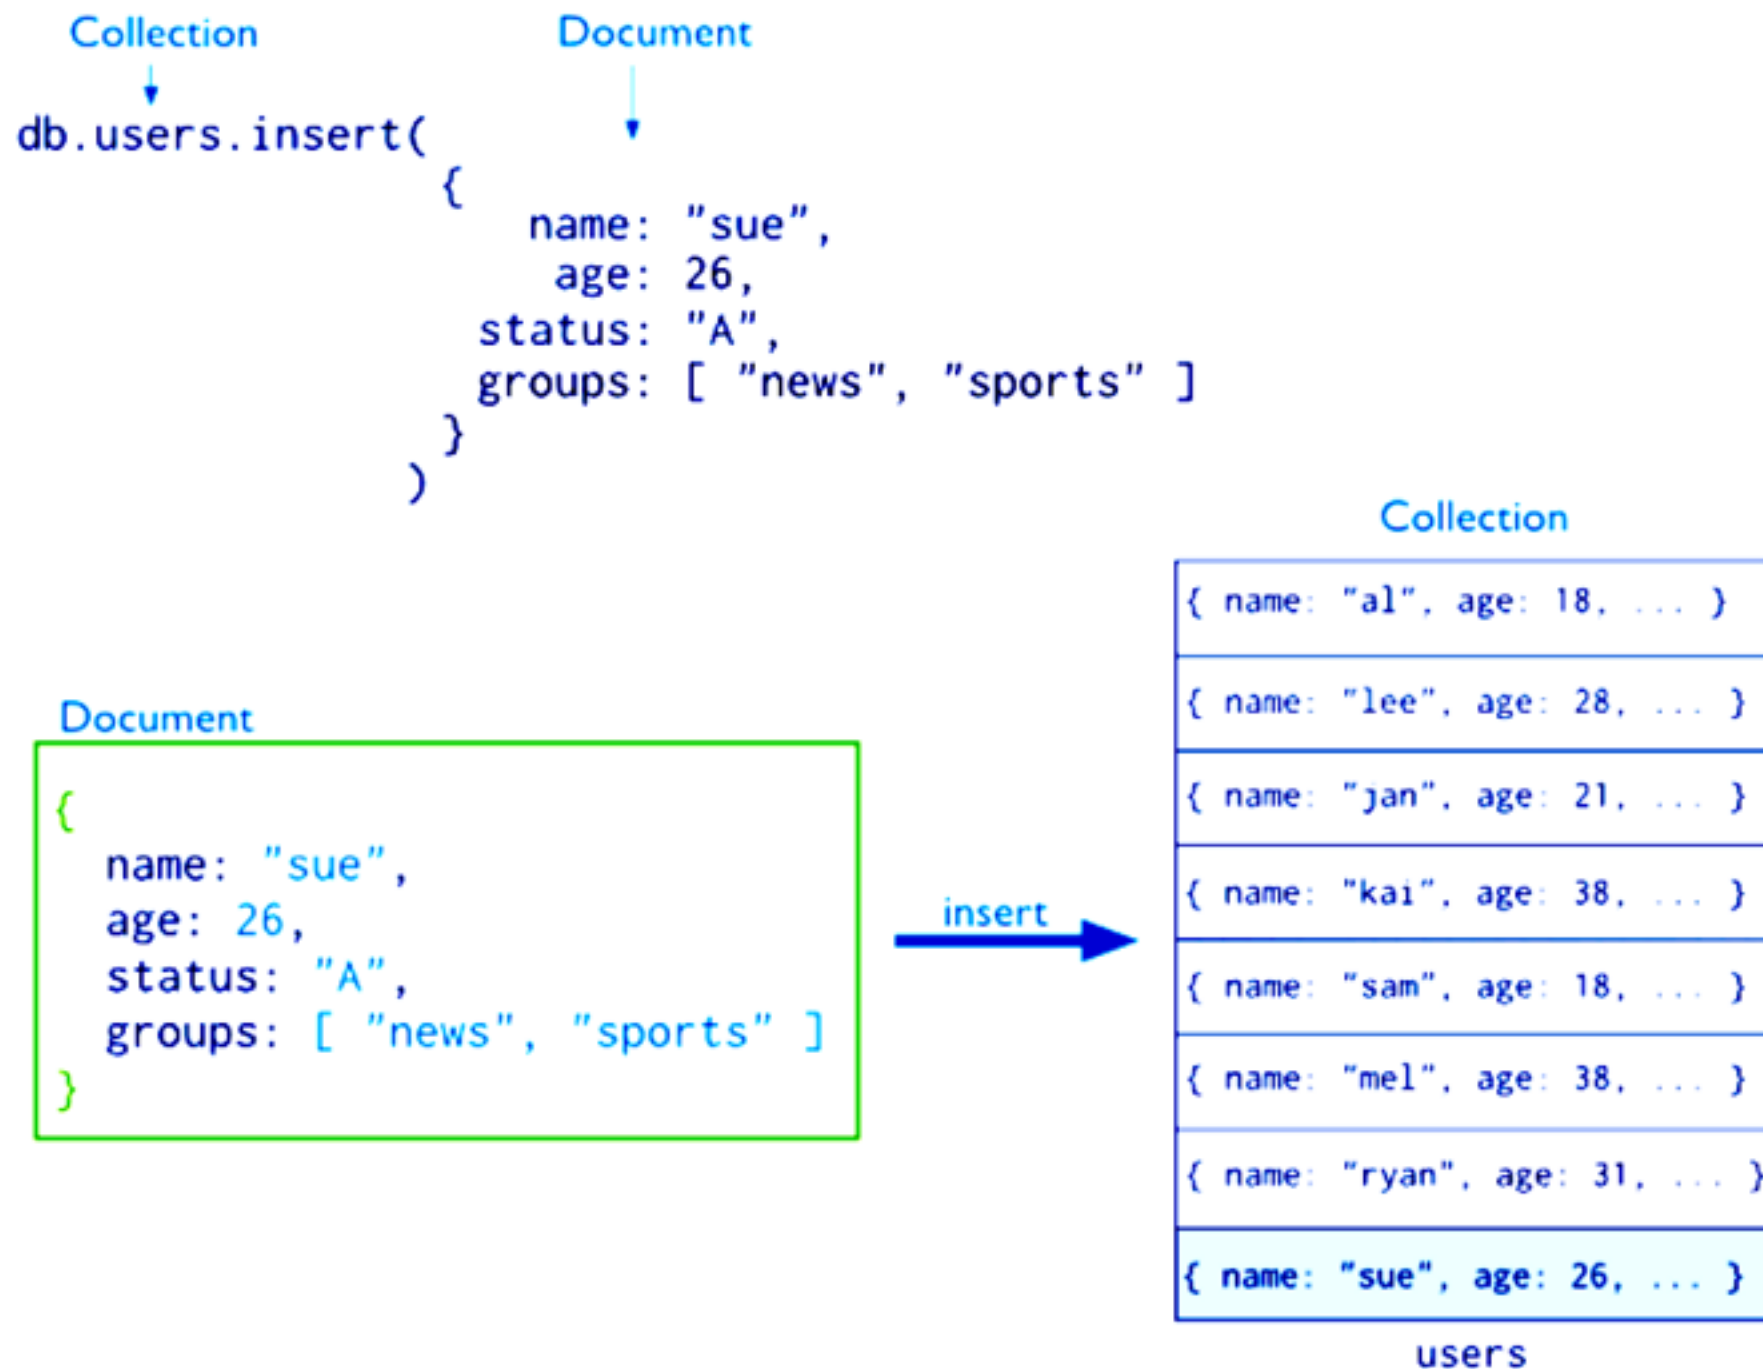 Collection Document
db.users.insert(
{
name: "sue",
age: 26,
status: "A",
groups: [ "news", "sports" ]
}
)
Document
{
name: "sue",
age: 26,
status: "A",
groups: [ "news", "sports" ]
}
insert
Collection
{ name: "al", age: 18, ... }
{ name: "lee", age: 28, ... }
{ name: "jan", age: 21, ... }
{ name: "kai", age: 38, ... }
{ name: "sam", age: 18, ... }
{ name: "mel", age: 38, ... }
{ name: "ryan", age: 31, ... }
{ name: "sue", age: 26, ... }
users